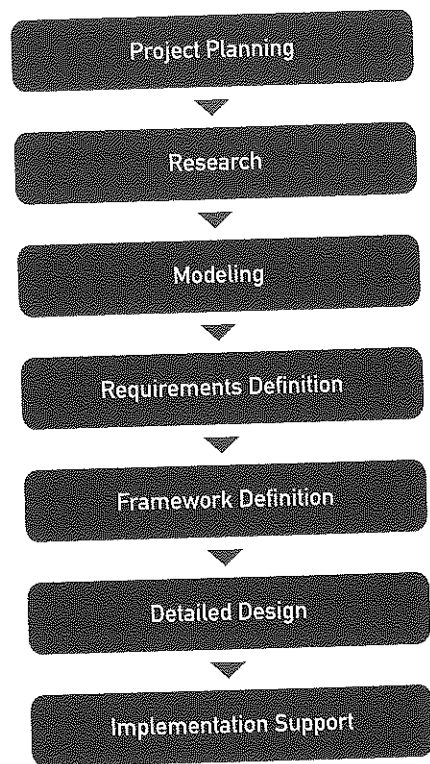 Project Planning
Research
Modeling
Requirements Definition
Framework Definition
Detailed Design
Implementation Support